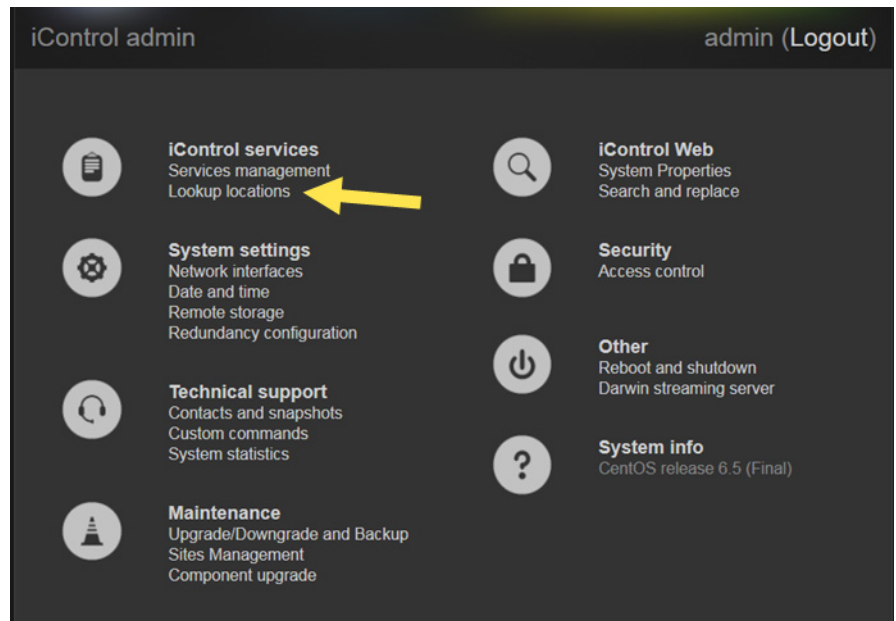 iControl admin
admin (Logout)
iControl services
Services management
Lookup locations
System settings
Network interfaces
Date and time
Remote storage
Redundancy configuration
Technical support
Contacts and snapshots
Custom commands
System statistics
Maintenance
Upgrade/Downgrade and Backup
Sites Management
Component upgrade
iControl Web
System Properties
Search and replace
Security
Access control
Other
Reboot and shutdown
Darwin streaming server
?
System info
CentOS release 6.5 (Final)